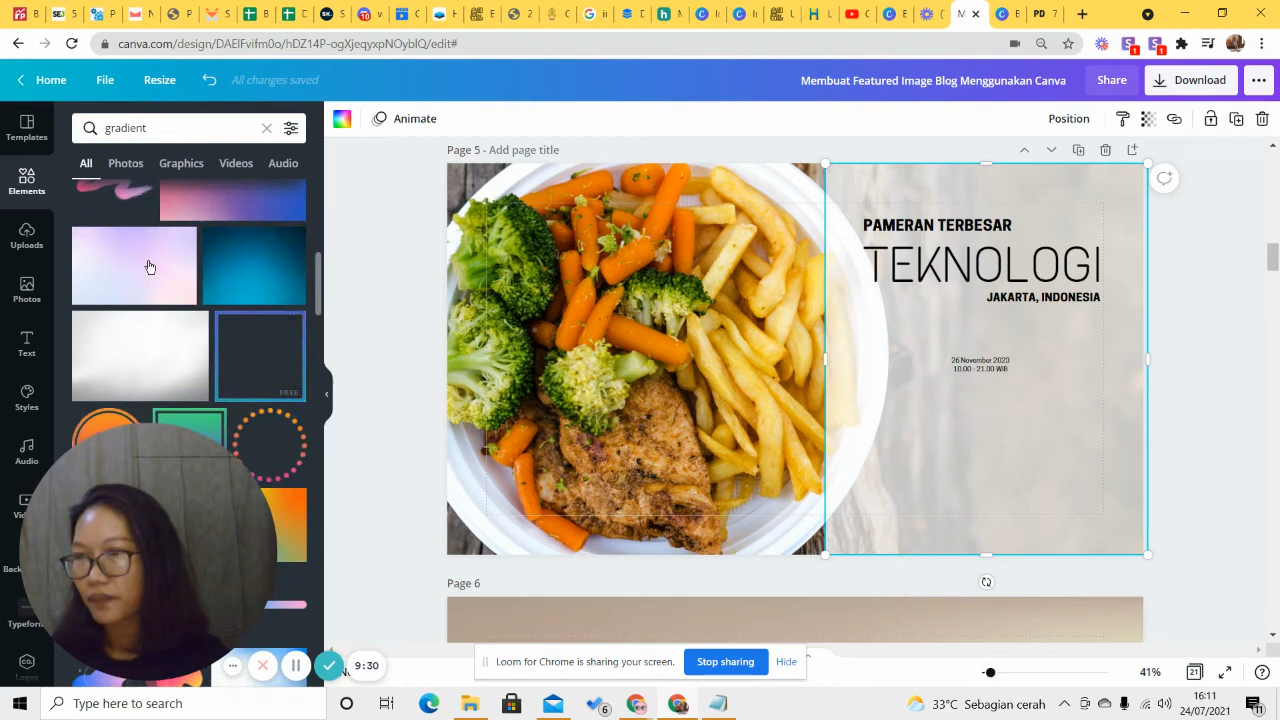 canva.com/design/DAElFvifm0o/hDZ14P-ogXjeqyxpNOyblQ/edit#
Home
File
Resize
All changes saved
Membuat Featured Image Blog Menggunakan Canva
Share
Download
gradient
Animate
Position
Templates
Elements
Uploads
Photos
Text
Styles
Audio
All
Photos
Graphics
Videos
Audio
FREE
Page 5 - Add page title
PAMERAN TERBESAR
TEKNOLOGI
JAKARTA, INDONESIA
26 November 2023
10.00 - 21.00 WIB
Page 6
9:30
Loom for Chrome is sharing your screen.
Stop sharing
Hide
41%
21
Type here to search
33°C Sebagian cerah
16:11
24/07/2021